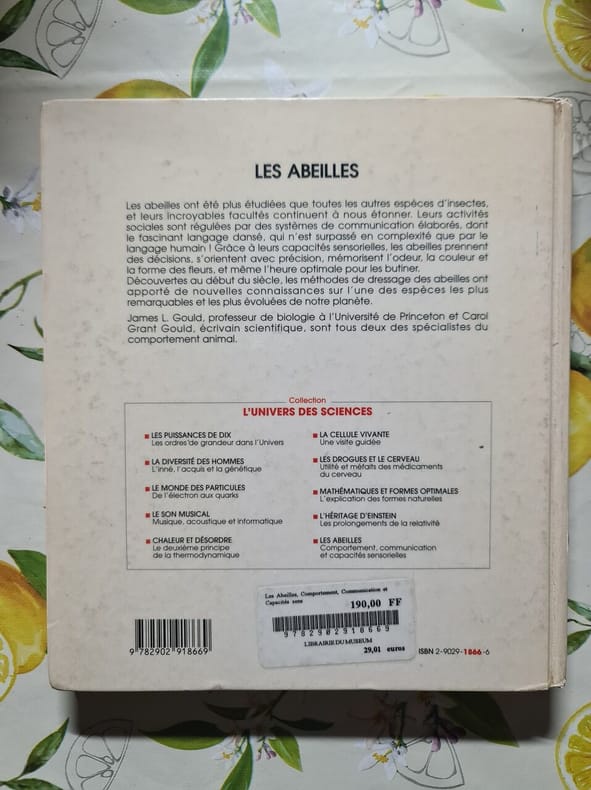 LES ABEILLES
Les abeilles ont été plus étudiées que toutes les autres espèces d'insectes,
et leurs incroyables facultés continuent à nous étonner. Leurs activités
sociales sont régulées par des systèmes de communication élaborés, dont
le fascinant langage dansé, qui n'est surpassé en complexité que par le
langage humain ! Grâce à leurs capacités sensorielles, les abeilles prennent
des décisions, s'orientent avec précision, mémorisent l'odeur, la couleur et
la forme des fleurs, et même l'heure optimale pour les butiner.
Découvertes au début du siècle, les méthodes de dressage des abeilles ont
apporté de nouvelles connaissances sur l'une des espèces les plus
remarquables et les plus évoluées de notre planète.
James L. Gould, professeur de biologie à l'Université de Princeton et Carol
Grant Gould, écrivain scientifique, sont tous deux des spécialistes du
comportement animal.
Collection
L'UNIVERS DES SCIENCES
LES PUISSANCES DE DIX
Les ordres de grandeur dans l'Univers
LA DIVERSITÉ DES HOMMES
L'inné, l'acquis et la génétique
LE MONDE DES PARTICULES
De l'électron aux quarks
LE SON MUSICAL
Musique, acoustique et informatique
CHALEUR ET DÉSORDRE
Le deuxième principe
de la thermodynamique
LA CELLULE VIVANTE
Une visite guidée
LES DROGUES ET LE CERVEAU
Utilité et méfaits des médicaments
du cerveau
MATHÉMATIQUES ET FORMES OPTIMALES
L'explication des formes naturelles
L'HÉRITAGE D'EINSTEIN
Les prolongements de la relativité
LES ABEILLES
Comportement, communication
et capacités sensorielles
9 782902 918669
Les Abeilles, Comportement, Communication et
Capacités sens
190,00 FF
9782902918669
LIBRAIRIE DU MUSEUM
29,01 euros
ISBN 2-9029-1866-6